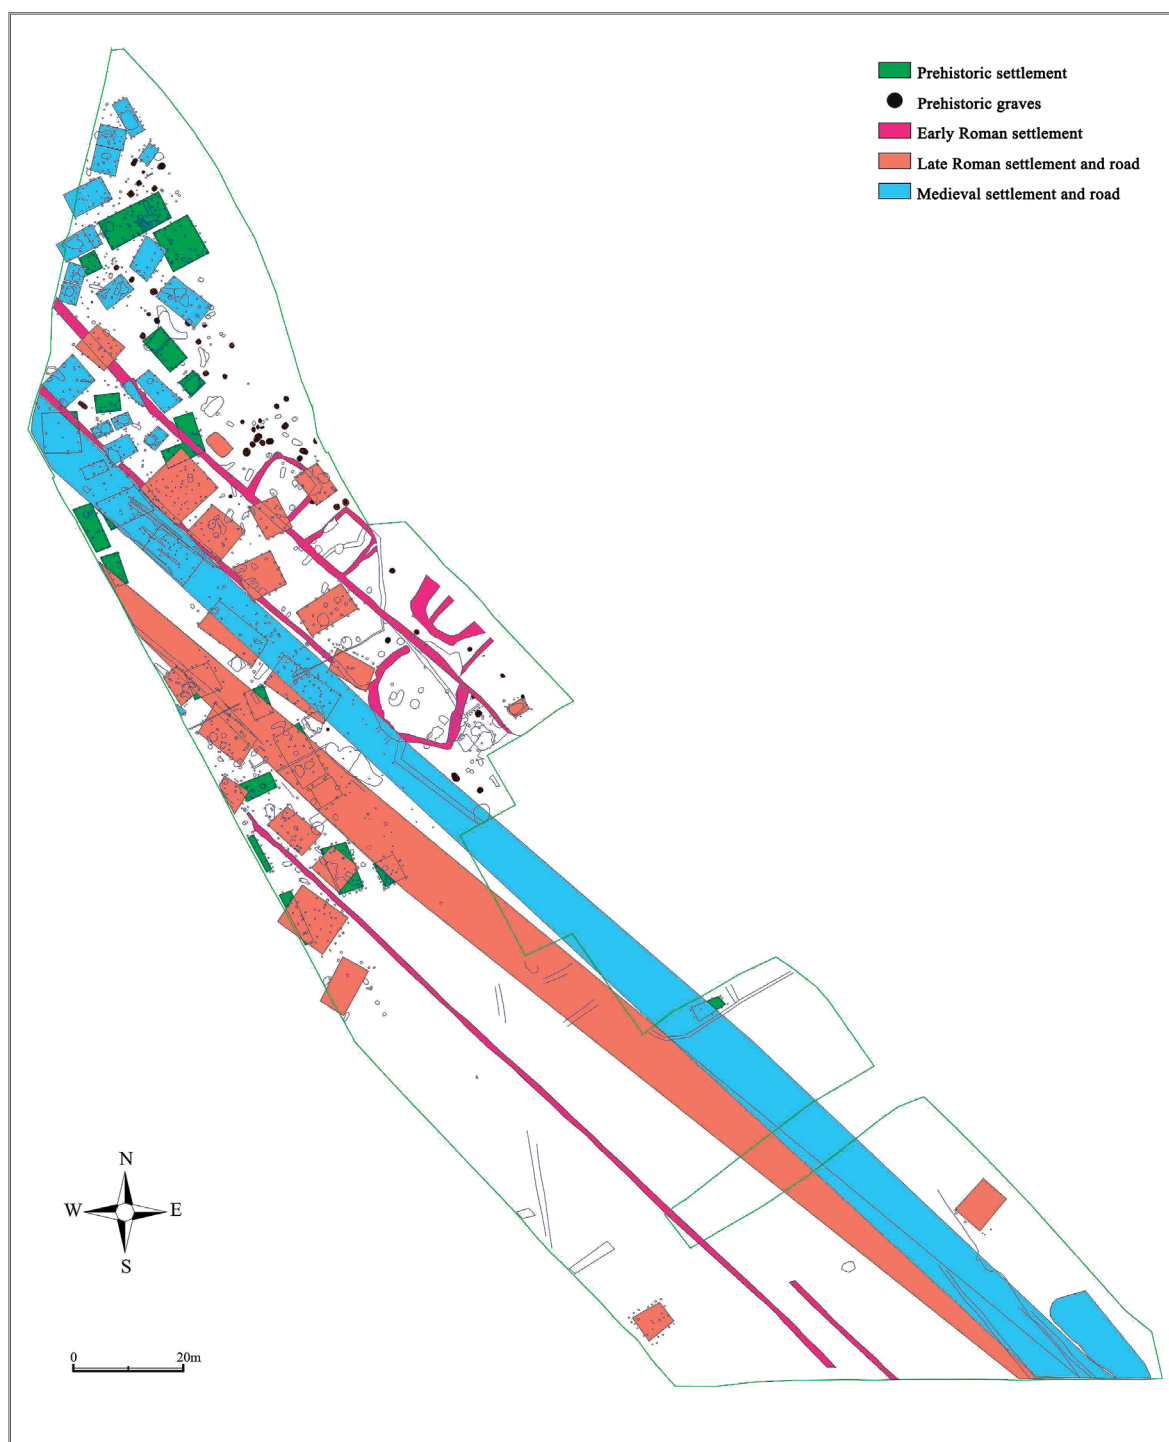 Prehistoric settlement
Prehistoric graves
Early Roman settlement
Late Roman settlement and road
Medieval settlement and road
N
W E
S
0 20m